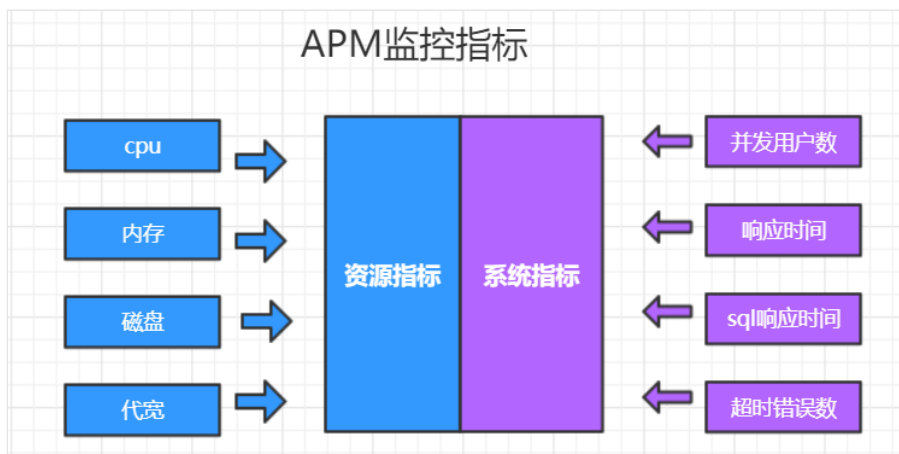 APM监控指标
cpu
内存
磁盘
代宽
资源指标
系统指标
并发用户数
响应时间
sql响应时间
超时错误数